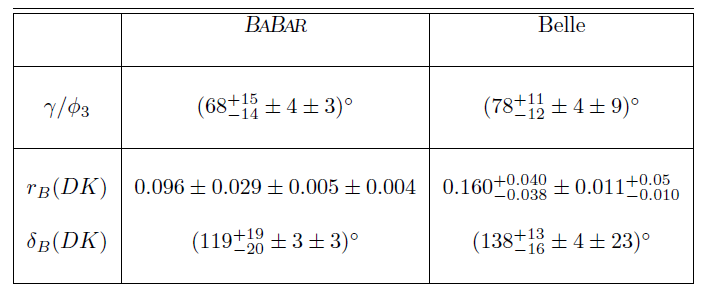 BABAR Belle
γ/ϕ₃ (68⁺¹⁵₋₁₄ ± 4 ± 3)° (78⁺¹¹₋₁₂ ± 4 ± 9)°
r_B(DK) 0.096 ± 0.029 ± 0.005 ± 0.004 0.160⁺⁰·⁰⁴⁰₋₀.₀₃₈ ± 0.011⁺⁰·⁰⁵₋₀.₀₁₀
δ_B(DK) (119⁺¹⁹₋₂₀ ± 3 ± 3)° (138⁺¹³₋₁₆ ± 4 ± 23)°